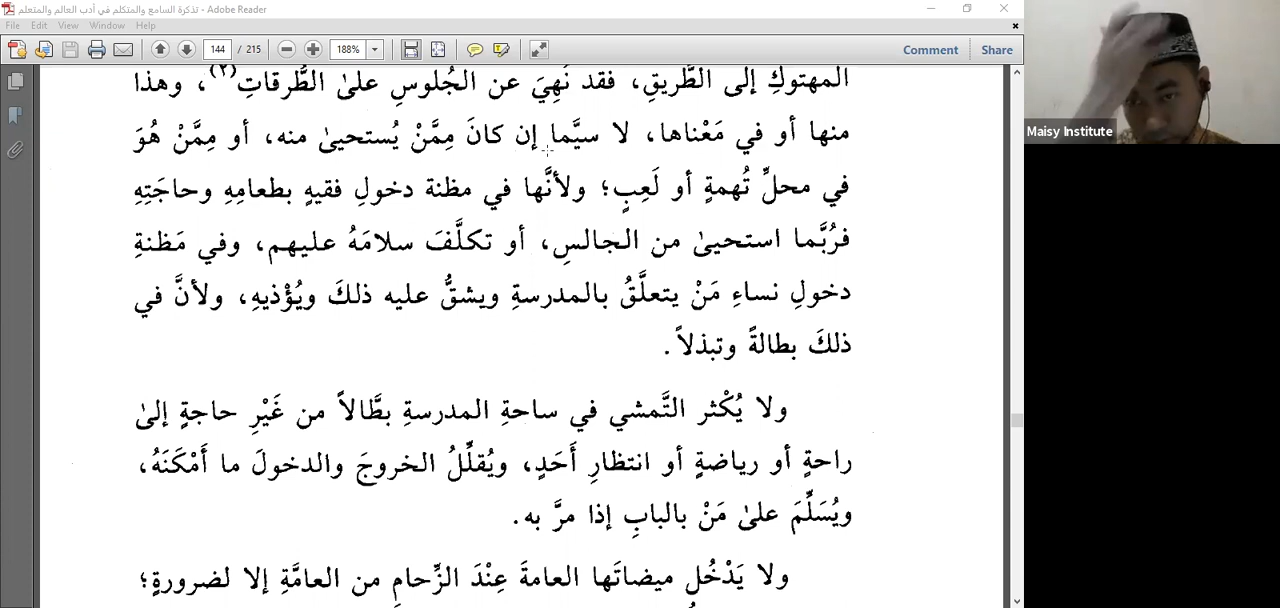 تذكرة السامع والمتكلم في أدب العالم والمتعلم - Adobe Reader
File Edit View Window Help
144 / 215 188% Comment Share
المهتوكِ إلى الطَّريقِ، فقد نُهِيَ عن الجُلوسِ على الطُّرقاتِ(٢)، وهذا
منها أو في مَعْناها، لا سيَّما إن كانَ مِمَّنْ يُستحيىٰ منه، أو مِمَّنْ هُوَ
في محلِّ تُهمةٍ أو لَعِبٍ؛ ولأنَّها في مظنة دخولِ فقيهٍ بطعامِهِ وحاجَتِهِ
فرُبَّما استحيىٰ من الجالسِ، أو تكلَّفَ سلامَهُ عليهم، وفي مَظنةِ
دخولِ نساءِ مَنْ يتعلَّقُ بالمدرسةِ ويشقُّ عليه ذلكَ ويُؤْذيهِ، ولأنَّ في
ذلكَ بطالةً وتبذلاً.
ولا يُكْثر التَّمشي في ساحةِ المدرسةِ بطَّالاً من غَيْرِ حاجةٍ إلىٰ
راحةٍ أو رياضةٍ أو انتظارِ أَحَدٍ، ويُقلِّلُ الخروجَ والدخولَ ما أَمْكَنَهُ،
ويُسَلِّمَ علىٰ مَنْ بالبابِ إذا مرَّ به.
ولا يَدْخُل ميضاتَها العامةَ عِنْدَ الزِّحامِ من العامَّةِ إلا لضرورةٍ؛
Maisy Institute